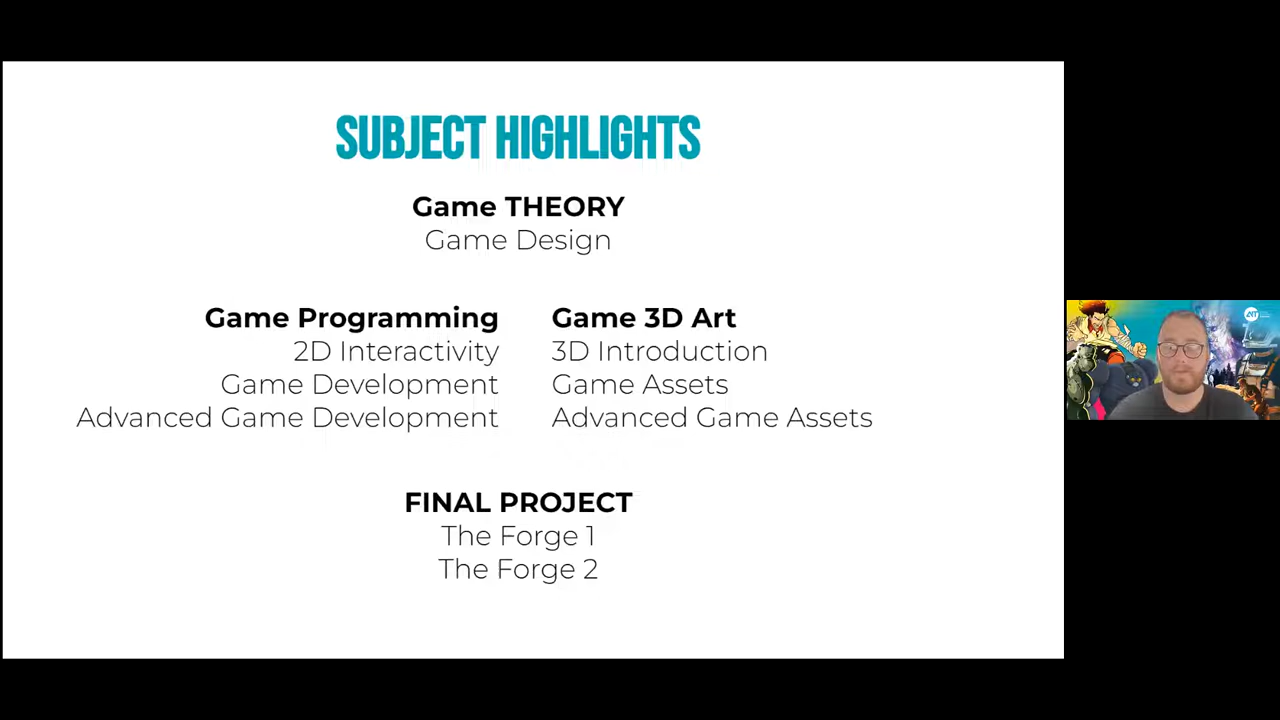 SUBJECT HIGHLIGHTS
Game THEORY
Game Design
Game Programming
2D Interactivity
Game Development
Advanced Game Development
Game 3D Art
3D Introduction
Game Assets
Advanced Game Assets
FINAL PROJECT
The Forge 1
The Forge 2
AIT